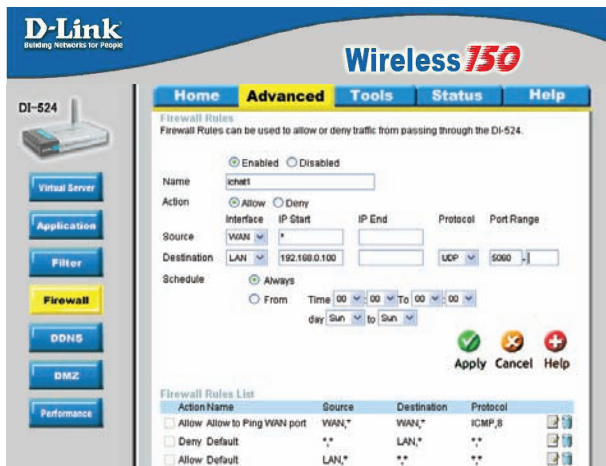 D-Link
Building Networks for People
Wireless 150
DI-524
Home Advanced Tools Status Help
Firewall Rules
Firewall Rules can be used to allow or deny traffic from passing through the DI-524.
Enabled Disabled
Name ichat1
Action Allow Deny
Interface IP Start IP End Protocol Port Range
Source WAN *
Destination LAN 192.168.0.100 UDP 5060 -
Schedule Always
From Time 00 : 00 To 00 : 00
day Sun to Sun
Apply Cancel Help
Virtual Server
Application
Filter
Firewall
DDNS
DMZ
Performance
Firewall Rules List
Action Name Source Destination Protocol
Allow Allow to Ping WAN port WAN,* WAN,* ICMP,8
Deny Default *,* LAN,* *,*
Allow Default LAN,* *,* *,*